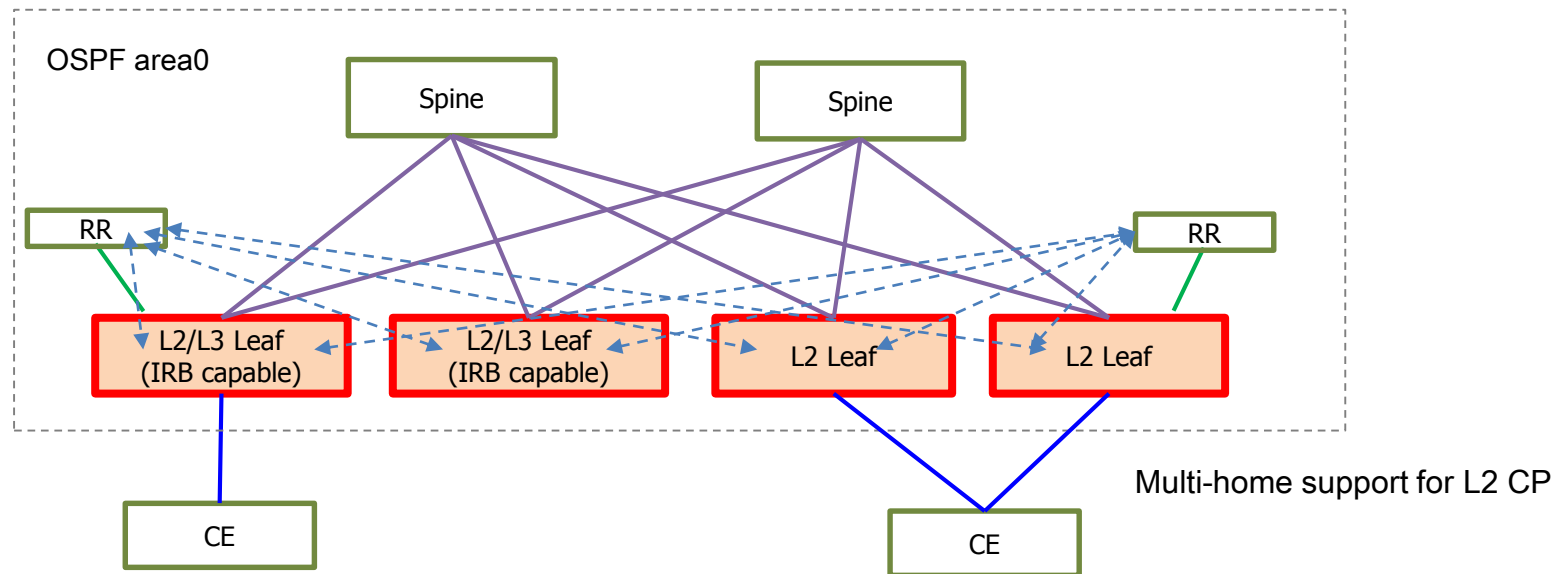 OSPF area0
Spine
Spine
RR
RR
L2/L3 Leaf
(IRB capable)
L2/L3 Leaf
(IRB capable)
L2 Leaf
L2 Leaf
Multi-home support for L2 CP
CE
CE